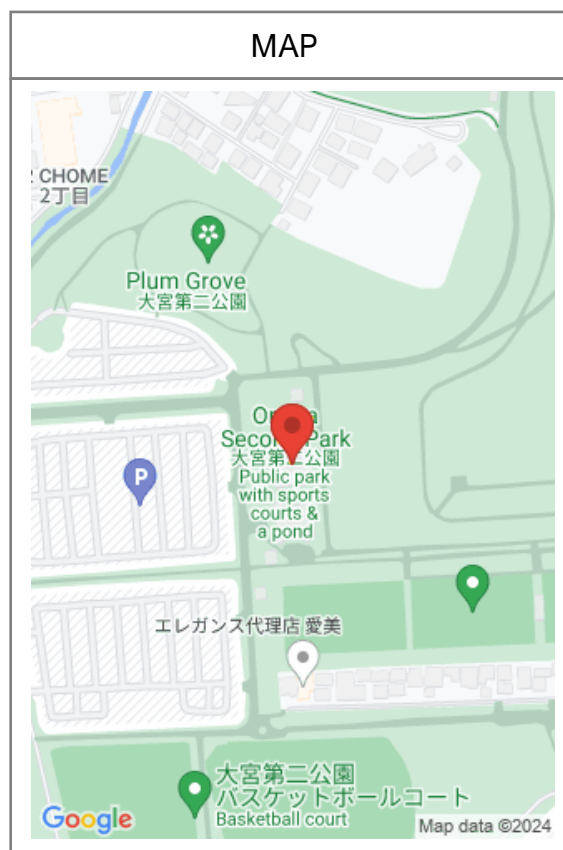 MAP
CHOME
2丁目
Plum Grove
大宮第二公園
Second Park
大宮第二公園
Public park
with sports
courts &
a pond
P
エレガンス代理店 愛美
大宮第二公園
バスケットボールコート
Basketball court
Google
Map data ©2024